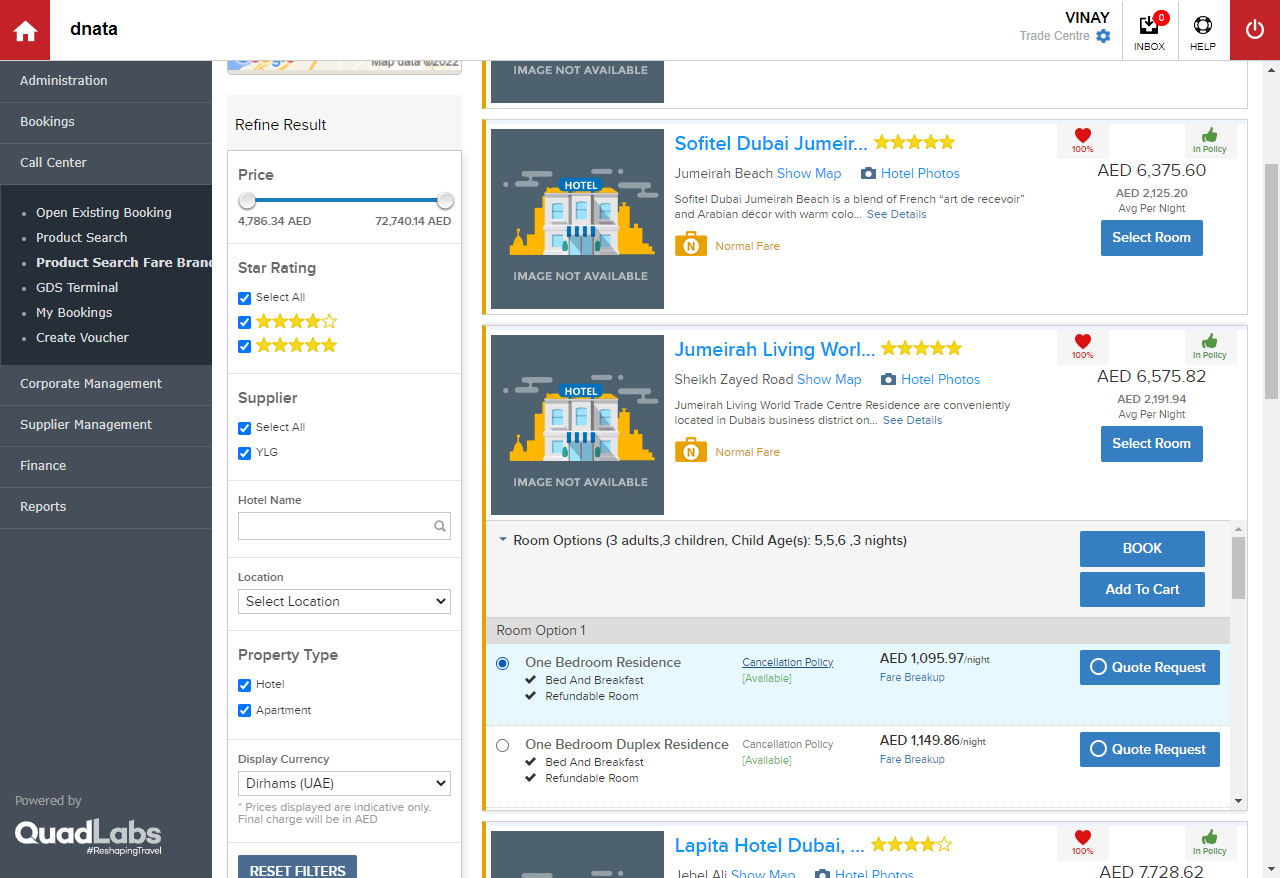 dnata
VINAY
Trade Centre
0
INBOX
HELP
Administration
Bookings
Call Center
Open Existing Booking
Product Search
Product Search Fare Bran
GDS Terminal
My Bookings
Create Voucher
Corporate Management
Supplier Management
Finance
Reports
Powered by
QuadLabs
#ReshapingTravel
Map data ©2022
Refine Result
Price
4,786.34 AED 72,740.14 AED
Star Rating
Select All
Supplier
Select All
YLG
Hotel Name
Location
Select Location
Property Type
Hotel
Apartment
Display Currency
Dirhams (UAE)
* Prices displayed are indicative only.
Final charge will be in AED
RESET FILTERS
IMAGE NOT AVAILABLE
HOTEL
IMAGE NOT AVAILABLE
Sofitel Dubai Jumeir...
Jumeirah Beach Show Map Hotel Photos
Sofitel Dubai Jumeirah Beach is a blend of French “art de recevoir”
and Arabian décor with warm colo... See Details
N Normal Fare
100%
In Policy
AED 6,375.60
AED 2,125.20
Avg Per Night
Select Room
HOTEL
IMAGE NOT AVAILABLE
Jumeirah Living Worl...
Sheikh Zayed Road Show Map Hotel Photos
Jumeirah Living World Trade Centre Residence are conveniently
located in Dubais business district on... See Details
N Normal Fare
100%
In Policy
AED 6,575.82
AED 2,191.94
Avg Per Night
Select Room
Room Options (3 adults,3 children, Child Age(s): 5,5,6 ,3 nights)
BOOK
Add To Cart
Room Option 1
One Bedroom Residence
Bed And Breakfast
Refundable Room
Cancellation Policy
[Available]
AED 1,095.97/night
Fare Breakup
Quote Request
One Bedroom Duplex Residence
Bed And Breakfast
Refundable Room
Cancellation Policy
[Available]
AED 1,149.86/night
Fare Breakup
Quote Request
Lapita Hotel Dubai, ...
Jebel Ali Show Map Hotel Photos
100%
In Policy
AED 7,728.62